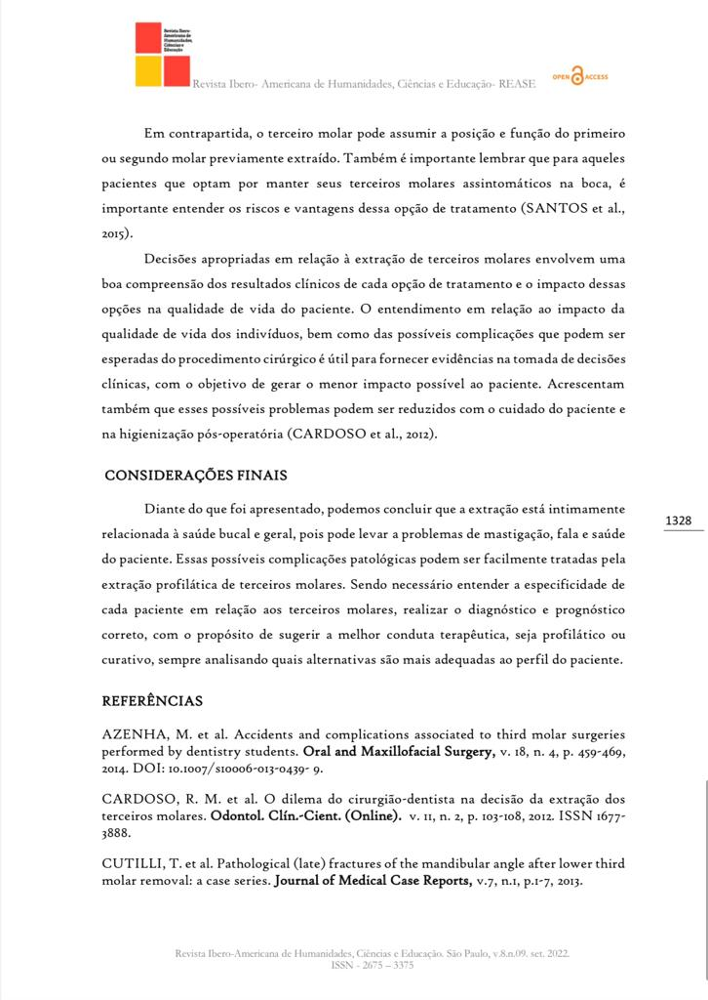 Revista Ibero-
Americana de
Humanidades,
Ciências e
Educação
Revista Ibero- Americana de Humanidades, Ciências e Educação- REASE
OPEN ACCESS
Em contrapartida, o terceiro molar pode assumir a posição e função do primeiro
ou segundo molar previamente extraído. Também é importante lembrar que para aqueles
pacientes que optam por manter seus terceiros molares assintomáticos na boca, é
importante entender os riscos e vantagens dessa opção de tratamento (SANTOS et al.,
2015).
Decisões apropriadas em relação à extração de terceiros molares envolvem uma
boa compreensão dos resultados clínicos de cada opção de tratamento e o impacto dessas
opções na qualidade de vida do paciente. O entendimento em relação ao impacto da
qualidade de vida dos indivíduos, bem como das possíveis complicações que podem ser
esperadas do procedimento cirúrgico é útil para fornecer evidências na tomada de decisões
clínicas, com o objetivo de gerar o menor impacto possível ao paciente. Acrescentam
também que esses possíveis problemas podem ser reduzidos com o cuidado do paciente e
na higienização pós-operatória (CARDOSO et al., 2012).
CONSIDERAÇÕES FINAIS
Diante do que foi apresentado, podemos concluir que a extração está intimamente
relacionada à saúde bucal e geral, pois pode levar a problemas de mastigação, fala e saúde
do paciente. Essas possíveis complicações patológicas podem ser facilmente tratadas pela
extração profilática de terceiros molares. Sendo necessário entender a especificidade de
cada paciente em relação aos terceiros molares, realizar o diagnóstico e prognóstico
correto, com o propósito de sugerir a melhor conduta terapêutica, seja profilático ou
curativo, sempre analisando quais alternativas são mais adequadas ao perfil do paciente.
1328
REFERÊNCIAS
AZENHA, M. et al. Accidents and complications associated to third molar surgeries
performed by dentistry students. Oral and Maxillofacial Surgery, v. 18, n. 4, p. 459-469,
2014. DOI: 10.1007/s10006-013-0439- 9.
CARDOSO, R. M. et al. O dilema do cirurgião-dentista na decisão da extração dos
terceiros molares. Odontol. Clín.-Cient. (Online). v. 11, n. 2, p. 103-108, 2012. ISSN 1677-
3888.
CUTILLI, T. et al. Pathological (late) fractures of the mandibular angle after lower third
molar removal: a case series. Journal of Medical Case Reports, v.7, n.1, p.1-7, 2013.
Revista Ibero-Americana de Humanidades, Ciências e Educação. São Paulo, v.8.n.09. set. 2022.
ISSN - 2675 – 3375